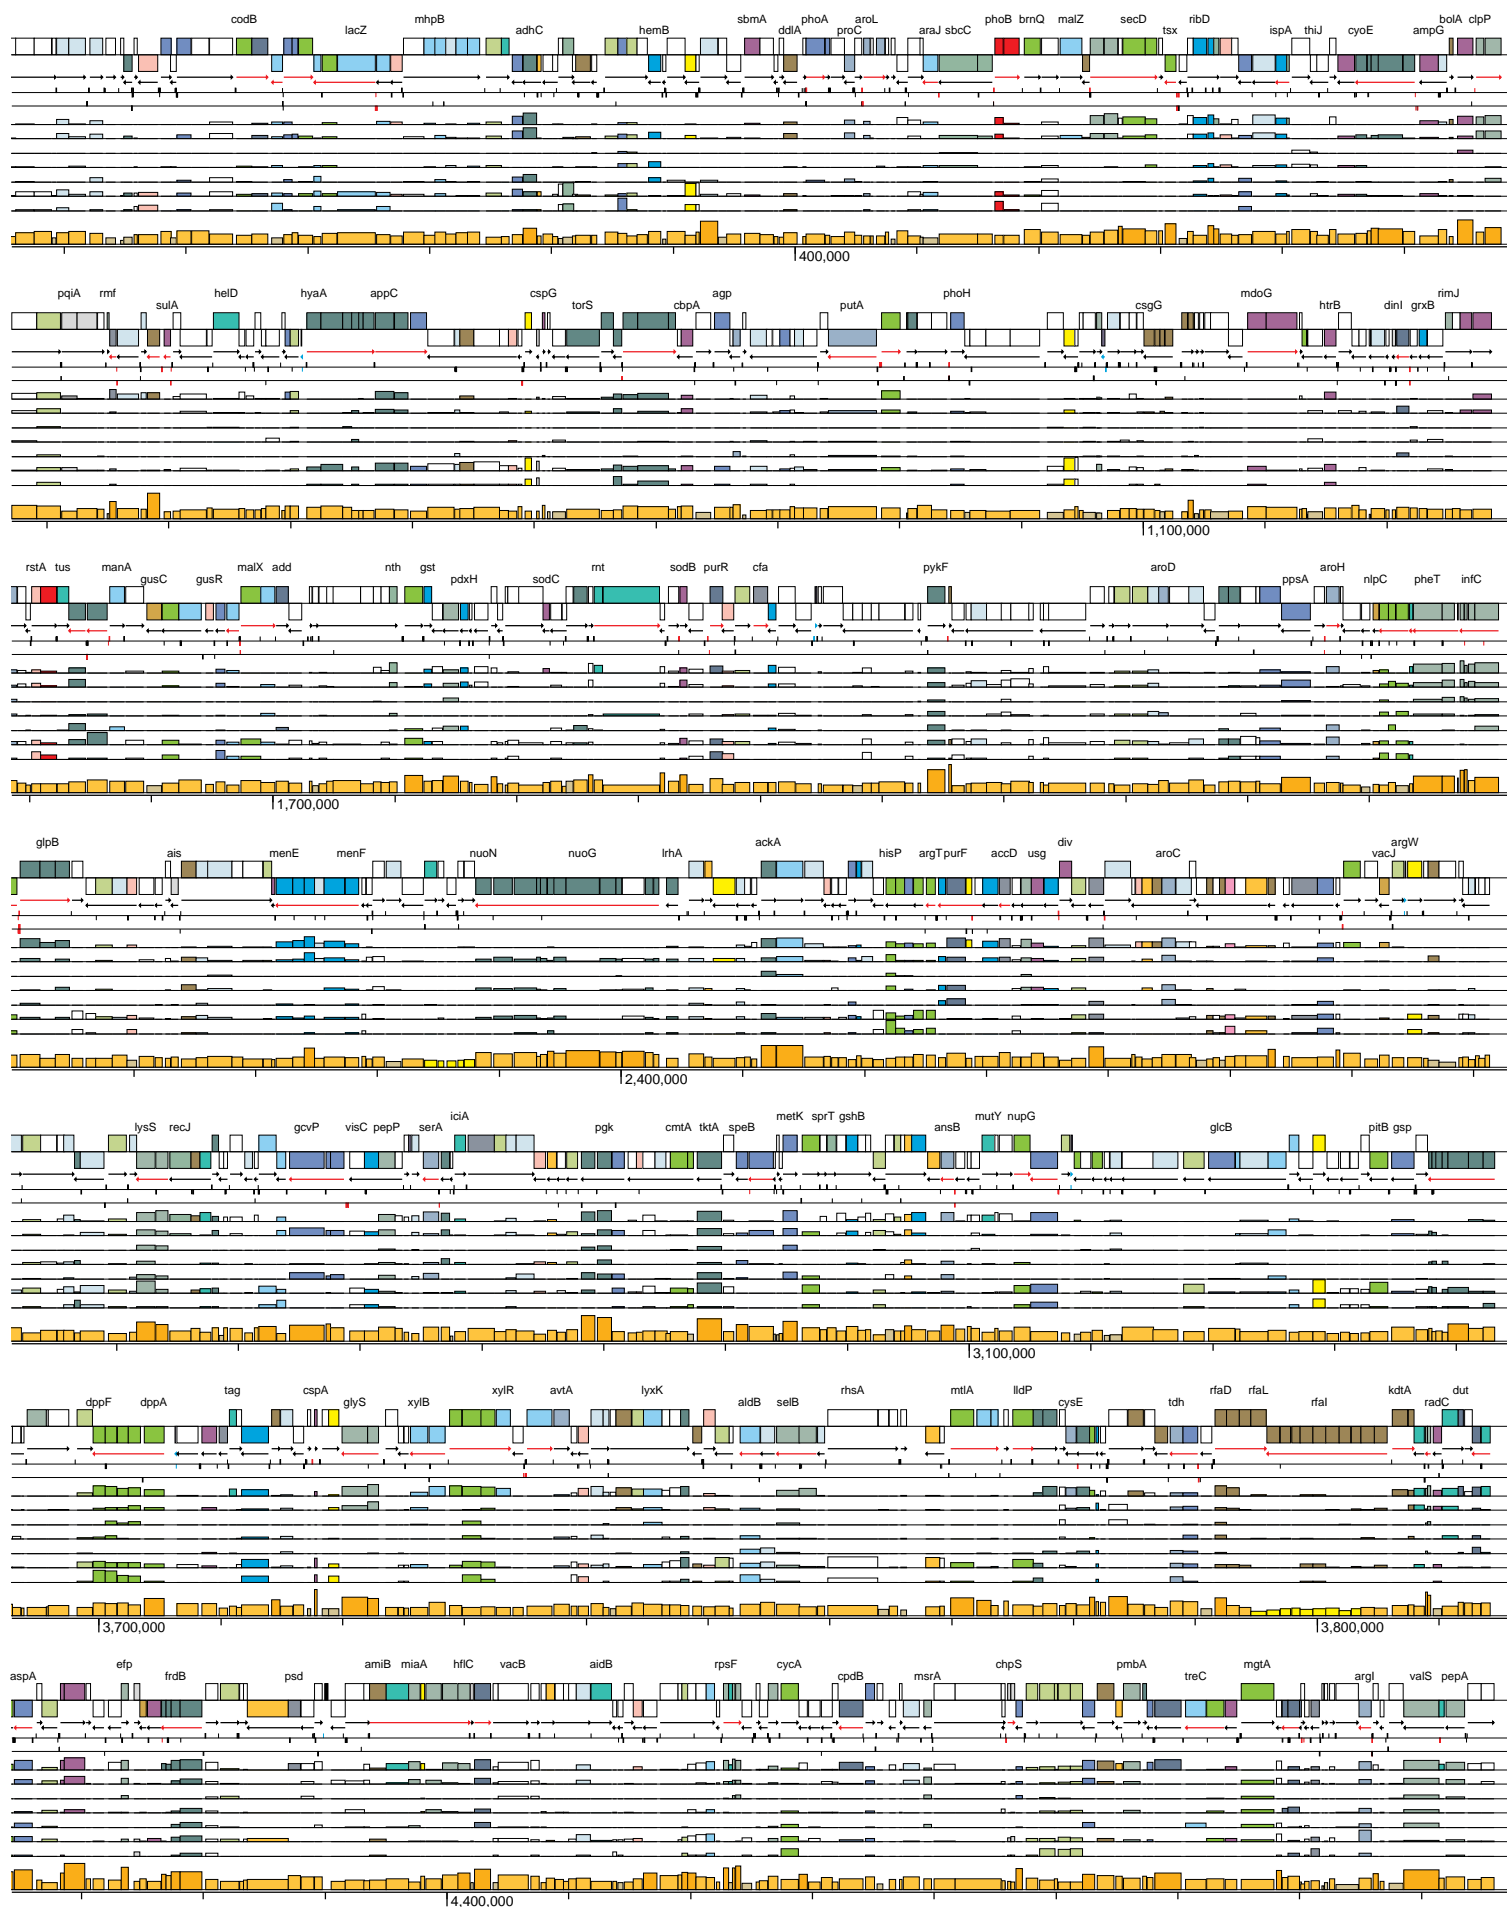 codB lacZ mhpB adhC hemB sbmA ddlA phoA proC aroL araJ sbcC phoB brnQ malZ secD tsx ribD ispA thiJ cyoE ampG bolA clpP
400,000
pqiA rmf sulA helD hyaA appC cspG torS cbpA agp putA phoH csgG mdoG htrB dinI grxB rimJ
1,100,000
rstA tus manA gusC gusR malX add nth gst pdxH sodC rnt sodB purR cfa pykF aroD ppsA aroH nlpC pheT infC
1,700,000
glpB ais menE menF nuoN nuoG lrhA ackA hisP argT purF accD usg div aroC vacJ argW
2,400,000
lysS recJ gcvP visC pepP serA iciA pgk cmtA tktA speB metK sprT gshB ansB mutY nupG glcB pitB gsp
3,100,000
dppF dppA tag cspA glyS xylB xylR avtA lyxK aldB selB rhsA mtlA lldP cysE tdh rfaD rfaL rfaI kdtA radC dut
3,700,000 3,800,000
aspA efp frdB psd amiB miaA hflC vacB aidB rpsF cycA cpdB msrA chpS pmbA treC mgtA argI valS pepA
4,400,000